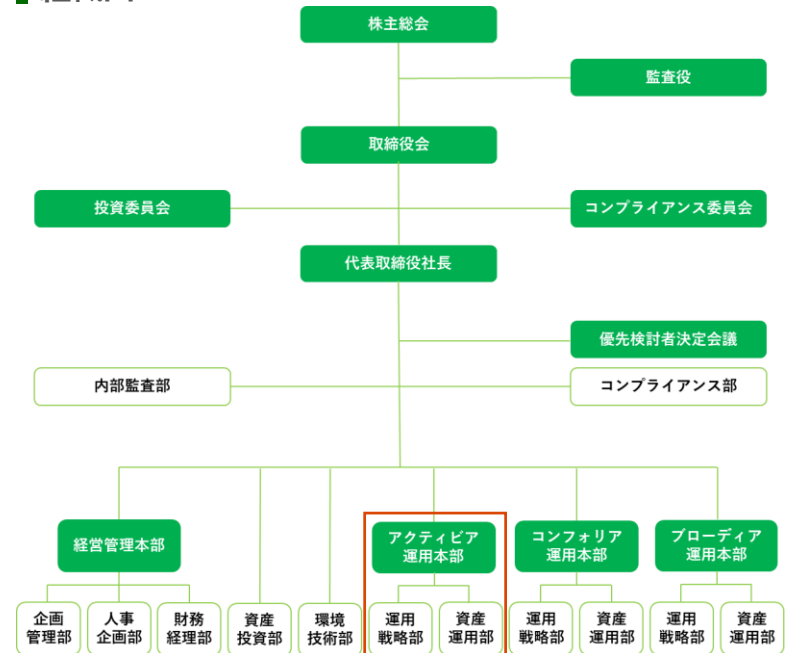 株主総会
監査役
取締役会
投資委員会
コンプライアンス委員会
代表取締役社長
優先検討者決定会議
内部監査部
コンプライアンス部
経営管理本部
アクティビア
運用本部
コンフォリア
運用本部
ブローディア
運用本部
企画
管理部
人事
企画部
財務
経理部
資産
投資部
環境
技術部
運用
戦略部
資産
運用部
運用
戦略部
資産
運用部
運用
戦略部
資産
運用部